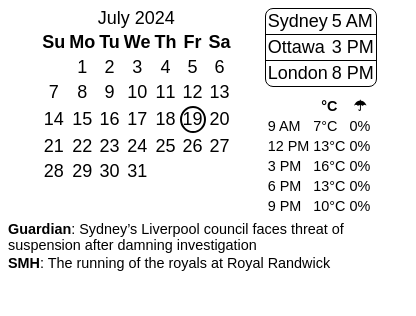 July 2024
Su Mo Tu We Th Fr Sa
1 2 3 4 5 6
7 8 9 10 11 12 13
14 15 16 17 18 19 20
21 22 23 24 25 26 27
28 29 30 31
Sydney 5 AM
Ottawa 3 PM
London 8 PM
°C ☂
9 AM 7°C 0%
12 PM 13°C 0%
3 PM 16°C 0%
6 PM 13°C 0%
9 PM 10°C 0%
Guardian: Sydney’s Liverpool council faces threat of
suspension after damning investigation
SMH: The running of the royals at Royal Randwick